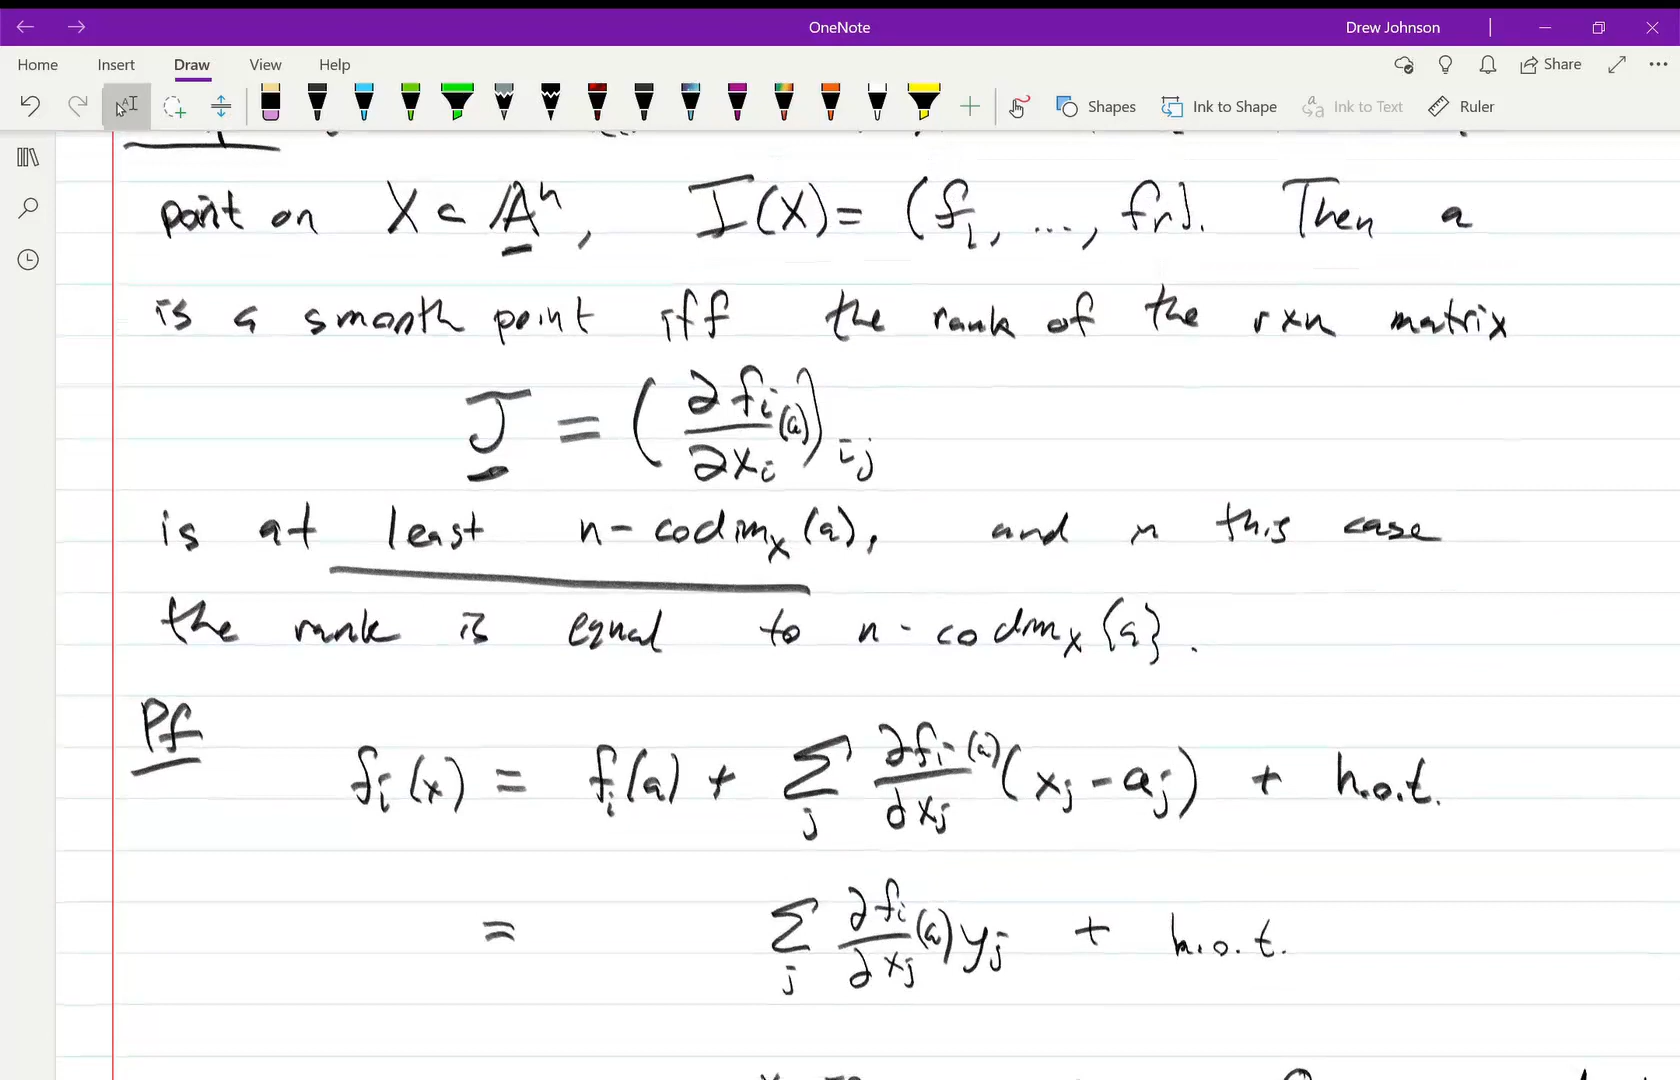 OneNote
Drew Johnson
Home Insert Draw View Help
Share
Shapes Ink to Shape Ink to Text Ruler
point on X ⊂ 𝔸ⁿ, I(X) = (f₁, ..., fr). Then a
is a smooth point iff the rank of the r×n matrix
J = (∂fi/∂xi (a))ij
is at least n - codimX(a), and in this case
the rank is equal to n - codimX{a}.
Pf
fi(x) = fi(a) + Σj ∂fi(a)/∂xj (xj - aj) + h.o.t.
= Σj ∂fi/∂xj (a) yj + h.o.t.